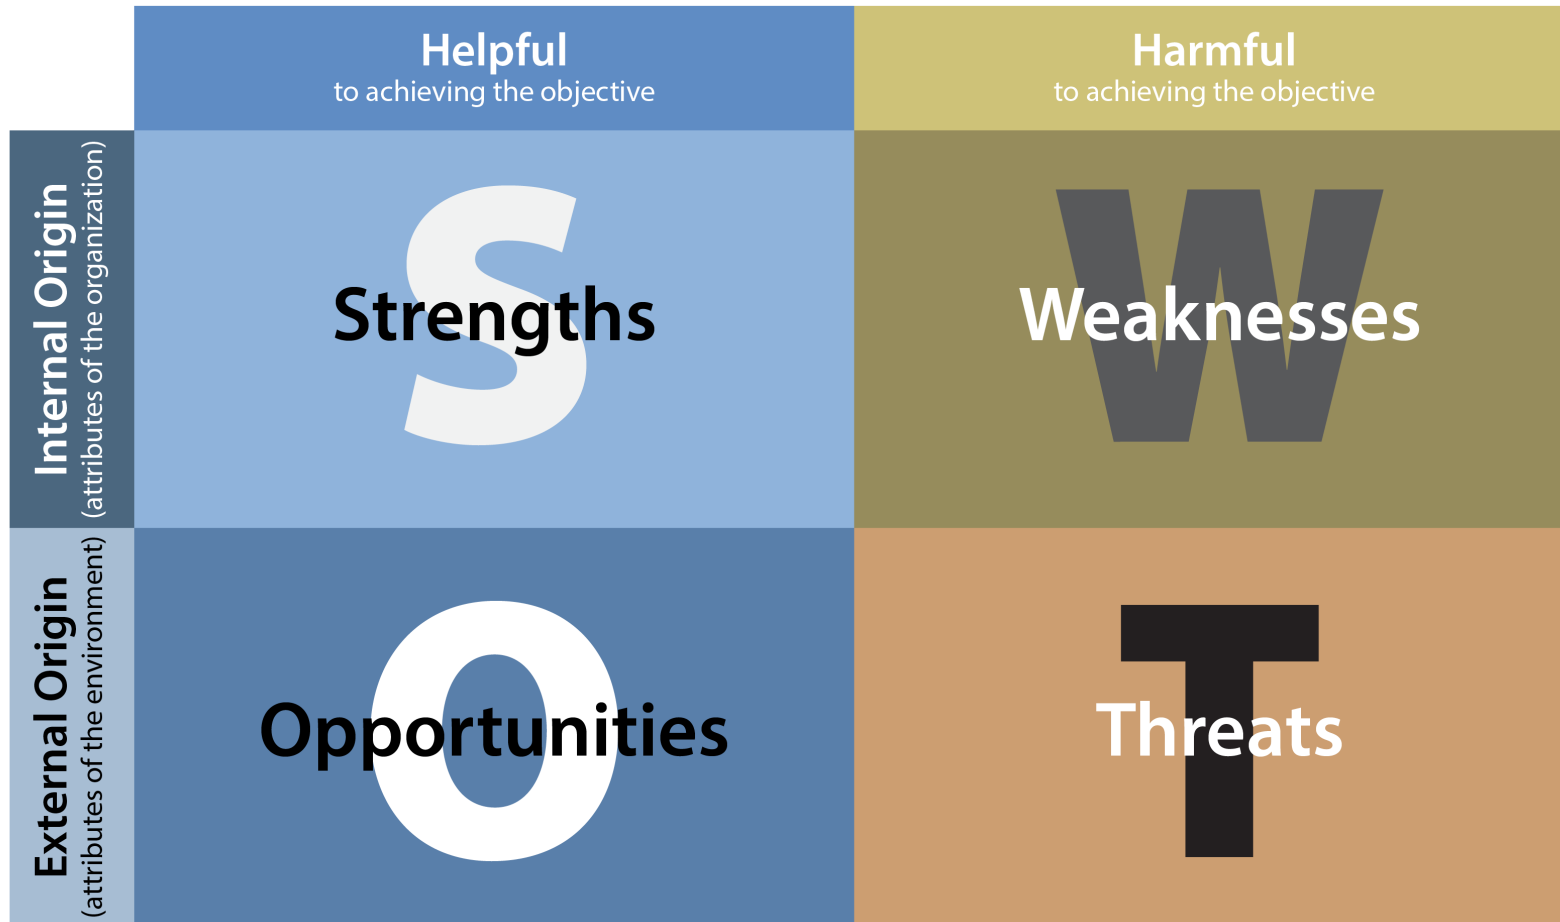 Helpful
to achieving the objective
Harmful
to achieving the objective
Internal Origin
(attributes of the organization)
S
Strengths
W
Weaknesses
External Origin
(attributes of the environment)
O
Opportunities
T
Threats